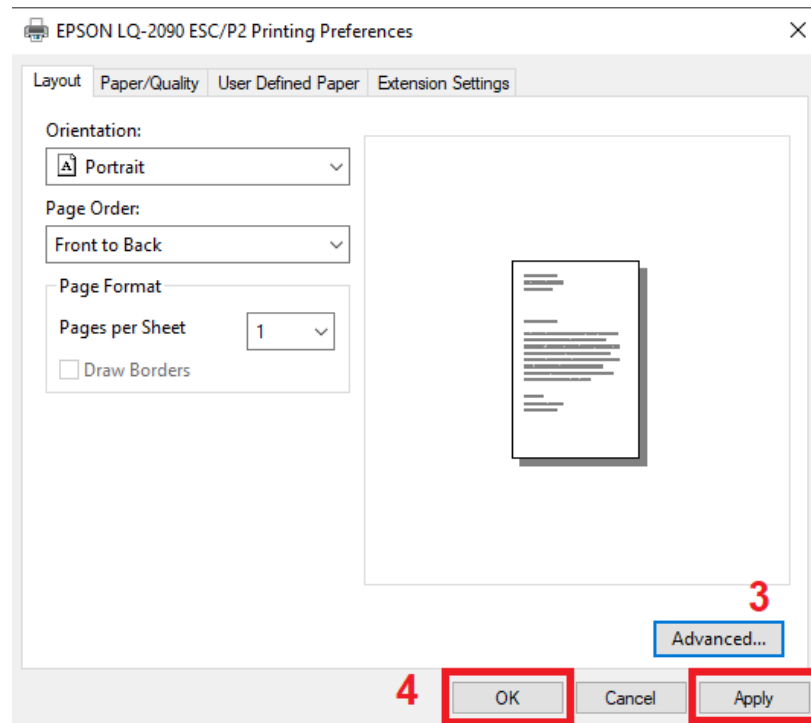 EPSON LQ-2090 ESC/P2 Printing Preferences
Layout Paper/Quality User Defined Paper Extension Settings
Orientation:
A Portrait
Page Order:
Front to Back
Page Format
Pages per Sheet 1
Draw Borders
3
Advanced...
4 OK Cancel Apply